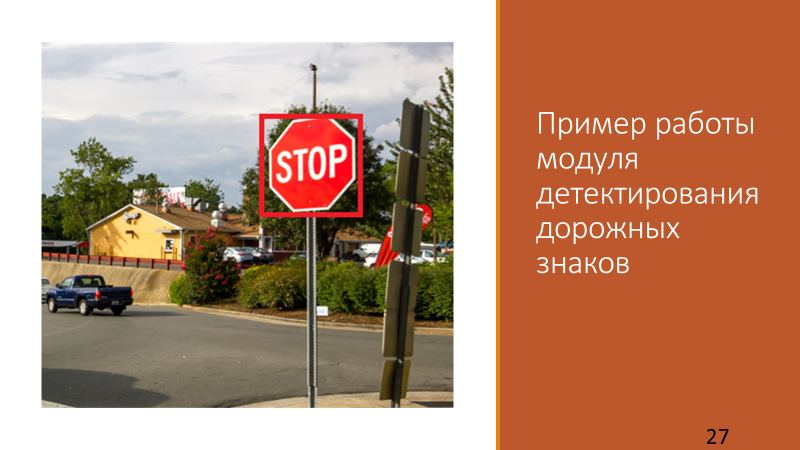 STOP
Пример работы
модуля
детектирования
дорожных
знаков
27